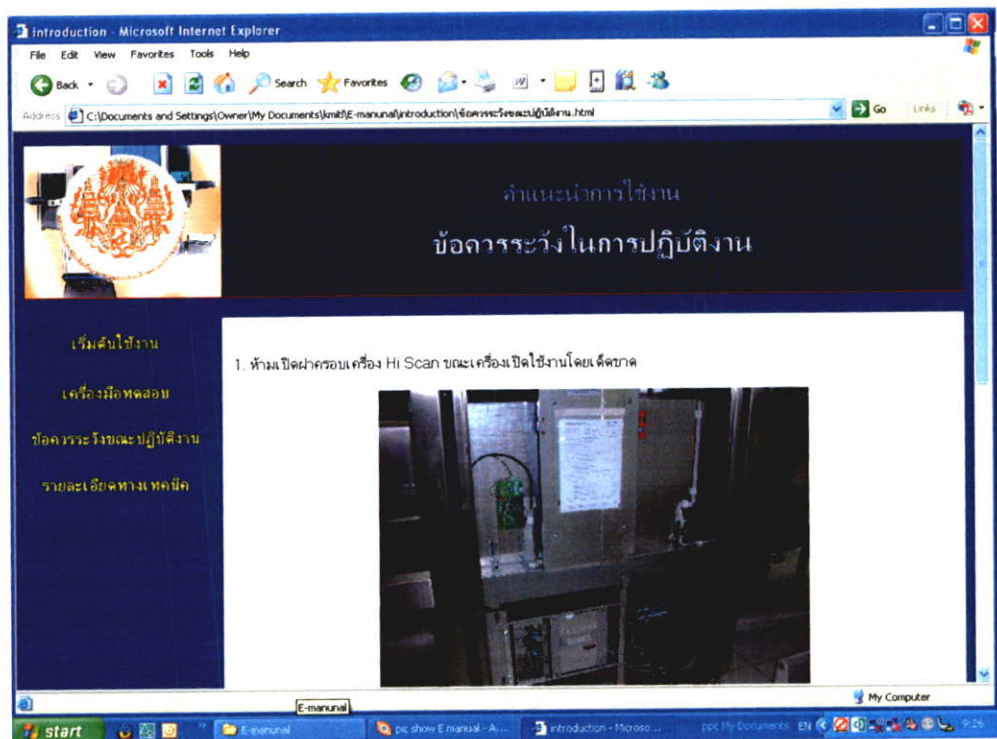 introduction - Microsoft Internet Explorer
File Edit View Favorites Tools Help
Back Search Favorites
Address C:\Documents and Settings\Owner\My Documents\kmitl\E-manunal\introduction\ข้อควรระวังขณะปฏิบัติงาน.html Go Links
คำแนะนำการใช้งาน
ข้อควรระวังในการปฏิบัติงาน
เริ่มต้นใช้งาน
เครื่องมือทดสอบ
ข้อควรระวังขณะปฏิบัติงาน
รายละเอียดทางเทคนิค
1. ห้ามเปิดฝาครอบเครื่อง Hi Scan ขณะเครื่องเปิดใช้งานโดยเด็ดขาด
My Computer
E-manunal
start E-manunal pic show E manual - A... introduction - Microso... ppc My Documents EN 9:26